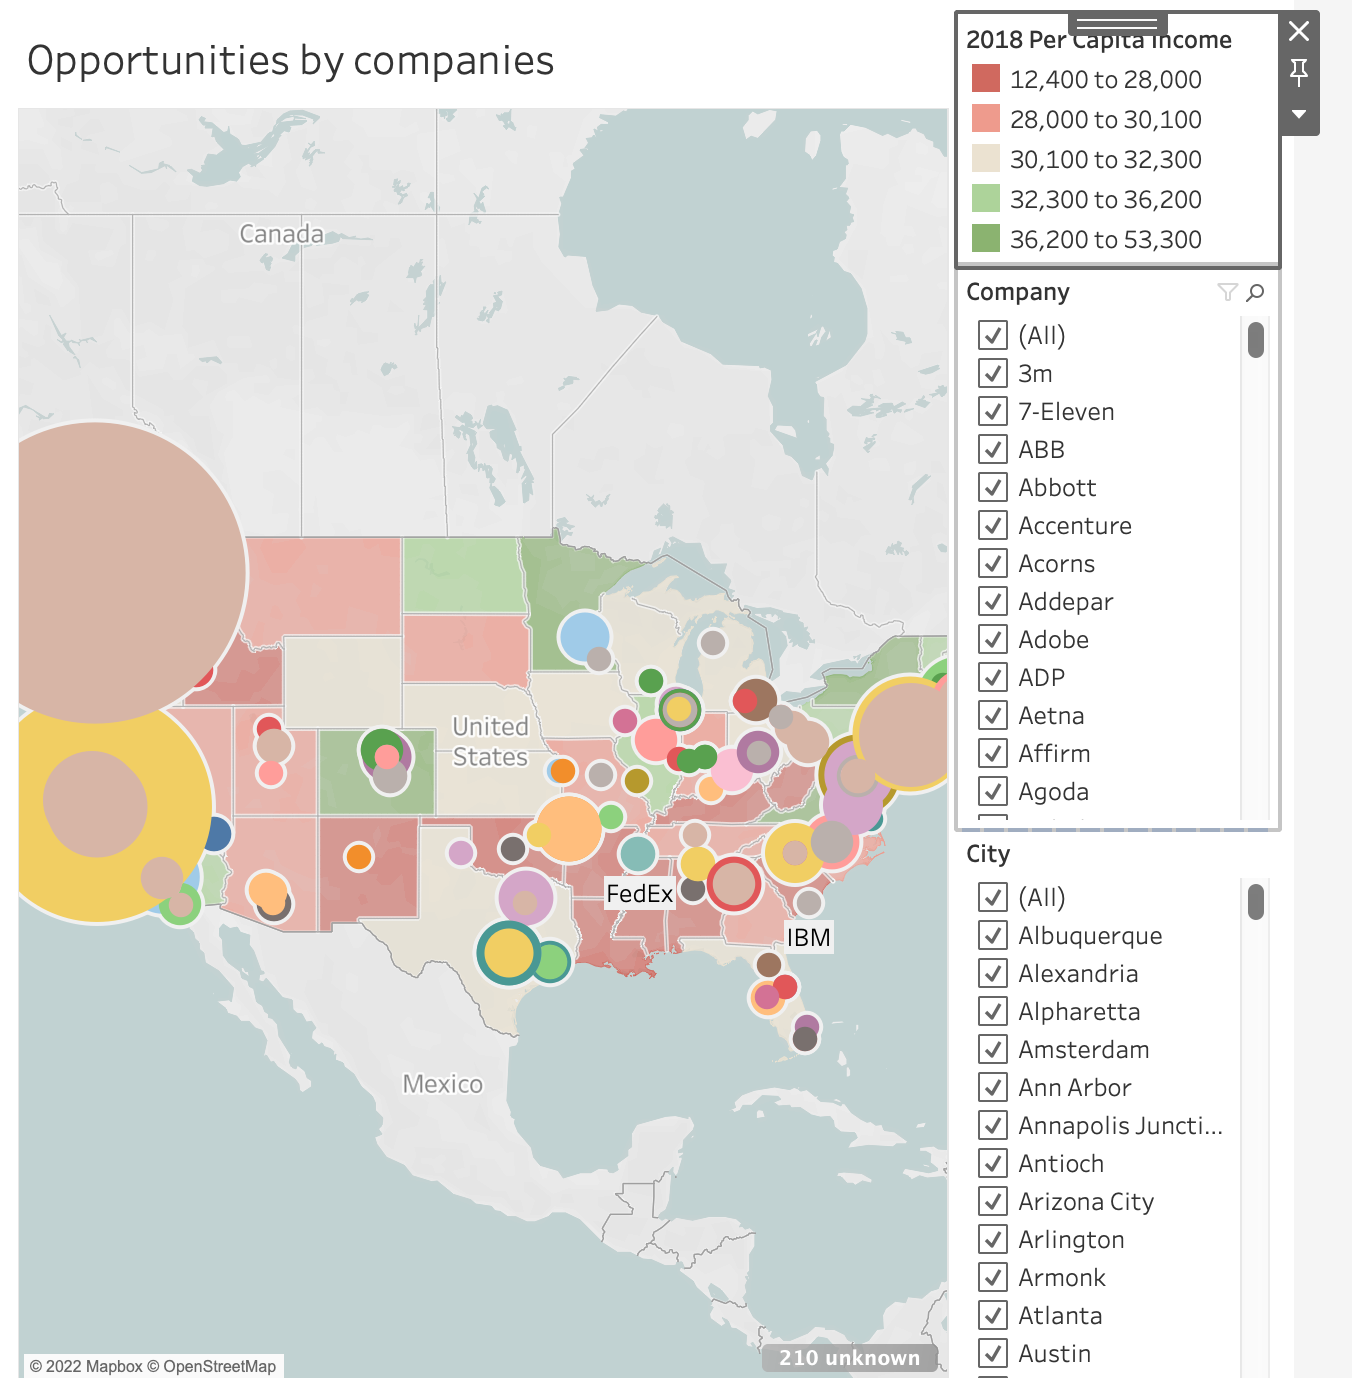 Opportunities by companies
Canada
United
States
FedEx
IBM
Mexico
© 2022 Mapbox © OpenStreetMap
210 unknown
2018 Per Capita Income
12,400 to 28,000
28,000 to 30,100
30,100 to 32,300
32,300 to 36,200
36,200 to 53,300
Company
(All)
3m
7-Eleven
ABB
Abbott
Accenture
Acorns
Addepar
Adobe
ADP
Aetna
Affirm
Agoda
City
(All)
Albuquerque
Alexandria
Alpharetta
Amsterdam
Ann Arbor
Annapolis Juncti...
Antioch
Arizona City
Arlington
Armonk
Atlanta
Austin